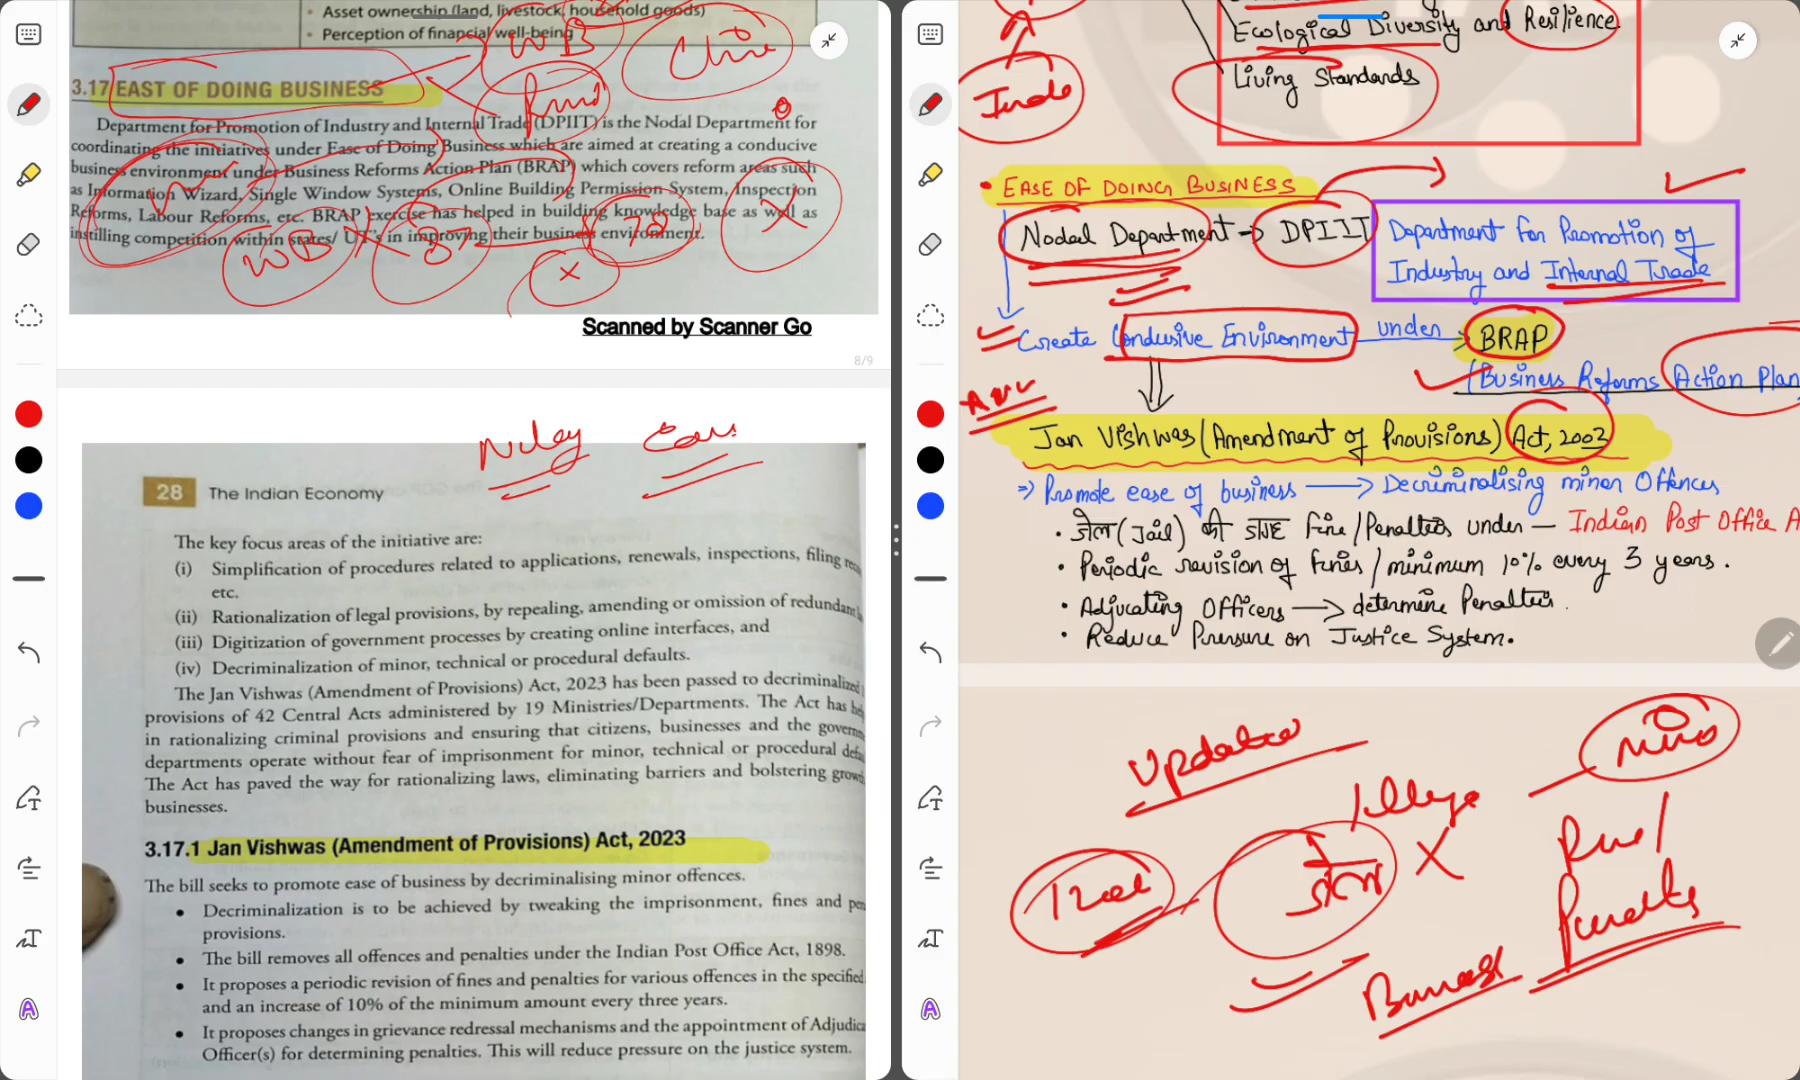 • Asset ownership (land, livestock, household goods)
• Perception of financial well-being
WB
3.17 EAST OF DOING BUSINESS
Department for Promotion of Industry and Internal Trade (DPIIT) is the Nodal Department for
coordinating the initiatives under Ease of Doing Business which are aimed at creating a conducive
business environment under Business Reforms Action Plan (BRAP) which covers reform areas such
as Information Wizard, Single Window Systems, Online Building Permission System, Inspection
Reforms, Labour Reforms, etc. BRAP exercise has helped in building knowledge base as well as
instilling competition within states/ UT's in improving their business environment.
WB
X
Scanned by Scanner Go
8/9
28 The Indian Economy
The key focus areas of the initiative are:
(i) Simplification of procedures related to applications, renewals, inspections, filing
etc.
(ii) Rationalization of legal provisions, by repealing, amending or omission of redundant
(iii) Digitization of government processes by creating online interfaces, and
(iv) Decriminalization of minor, technical or procedural defaults.
The Jan Vishwas (Amendment of Provisions) Act, 2023 has been passed to decriminalized
provisions of 42 Central Acts administered by 19 Ministries/Departments. The Act has
in rationalizing criminal provisions and ensuring that citizens, businesses and the
departments operate without fear of imprisonment for minor, technical or procedural
The Act has paved the way for rationalizing laws, eliminating barriers and bolstering
businesses.
3.17.1 Jan Vishwas (Amendment of Provisions) Act, 2023
The bill seeks to promote ease of business by decriminalising minor offences.
• Decriminalization is to be achieved by tweaking the imprisonment, fines and
provisions.
• The bill removes all offences and penalties under the Indian Post Office Act, 1898.
• It proposes a periodic revision of fines and penalties for various offences in the specified
and an increase of 10% of the minimum amount every three years.
• It proposes changes in grievance redressal mechanisms and the appointment of
Officer(s) for determining penalties. This will reduce pressure on the justice system.
Ecological Diversity and Resilience
Living Standards
Trade
• EASE OF DOING BUSINESS
Nodal Department → DPIIT
Department for Promotion of
Industry and Internal Trade
Create Condusive Environment under BRAP
(Business Reforms Action Plan
Jan Vishwas (Amendment of Provisions) Act, 2002
⇒ Promote ease of business → Decriminalising minor Offences
• जेल (Jail) की जगह Fine/Penalties under — Indian Post Office A
• Periodic revision of fines / minimum 10% every 3 years.
• Adjucating Officers → determine Penalties.
• Reduce Pressure on Justice System.
जेल X